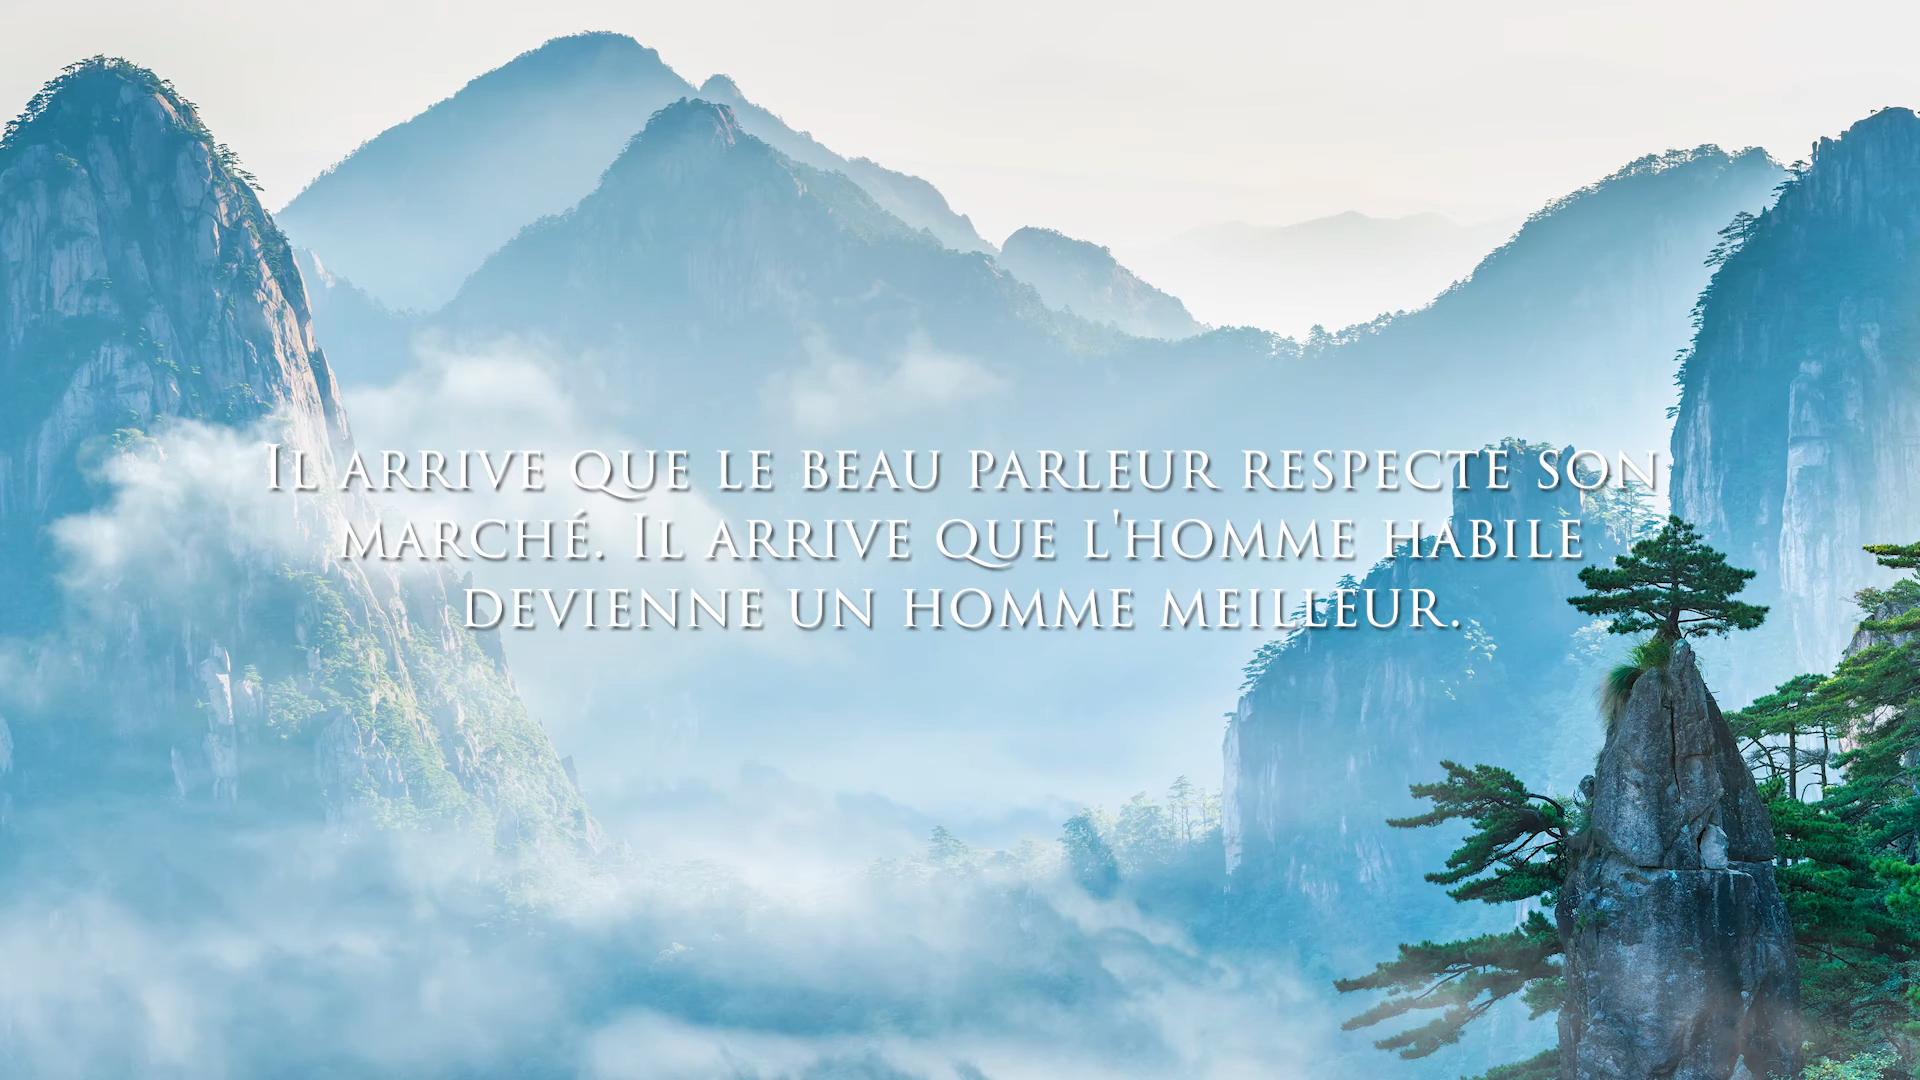 Il arrive que le beau parleur respecte son
marché. Il arrive que l'homme habile
devienne un homme meilleur.